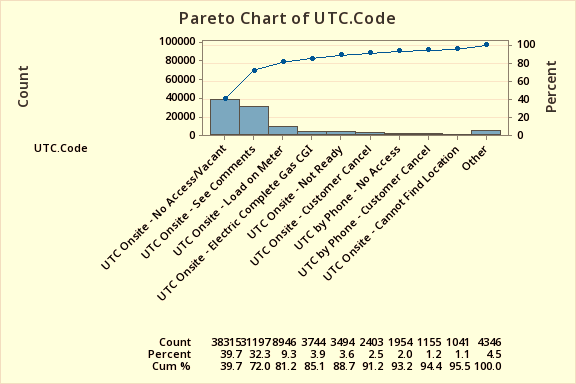 Pareto Chart of UTC.Code
100000
80000
60000
40000
20000
0
Count
100
80
60
40
20
0
Percent
UTC.Code
UTC Onsite - No Access/Vacant
UTC Onsite - See Comments
UTC Onsite - Load on Meter
UTC Onsite - Electric Complete Gas CGI
UTC Onsite - Not Ready
UTC Onsite - Customer Cancel
UTC by Phone - No Access
UTC by Phone - Customer Cancel
UTC Onsite - Cannot Find Location
Other
Count 38315 31197 8946 3744 3494 2403 1954 1155 1041 4346
Percent 39.7 32.3 9.3 3.9 3.6 2.5 2.0 1.2 1.1 4.5
Cum % 39.7 72.0 81.2 85.1 88.7 91.2 93.2 94.4 95.5 100.0